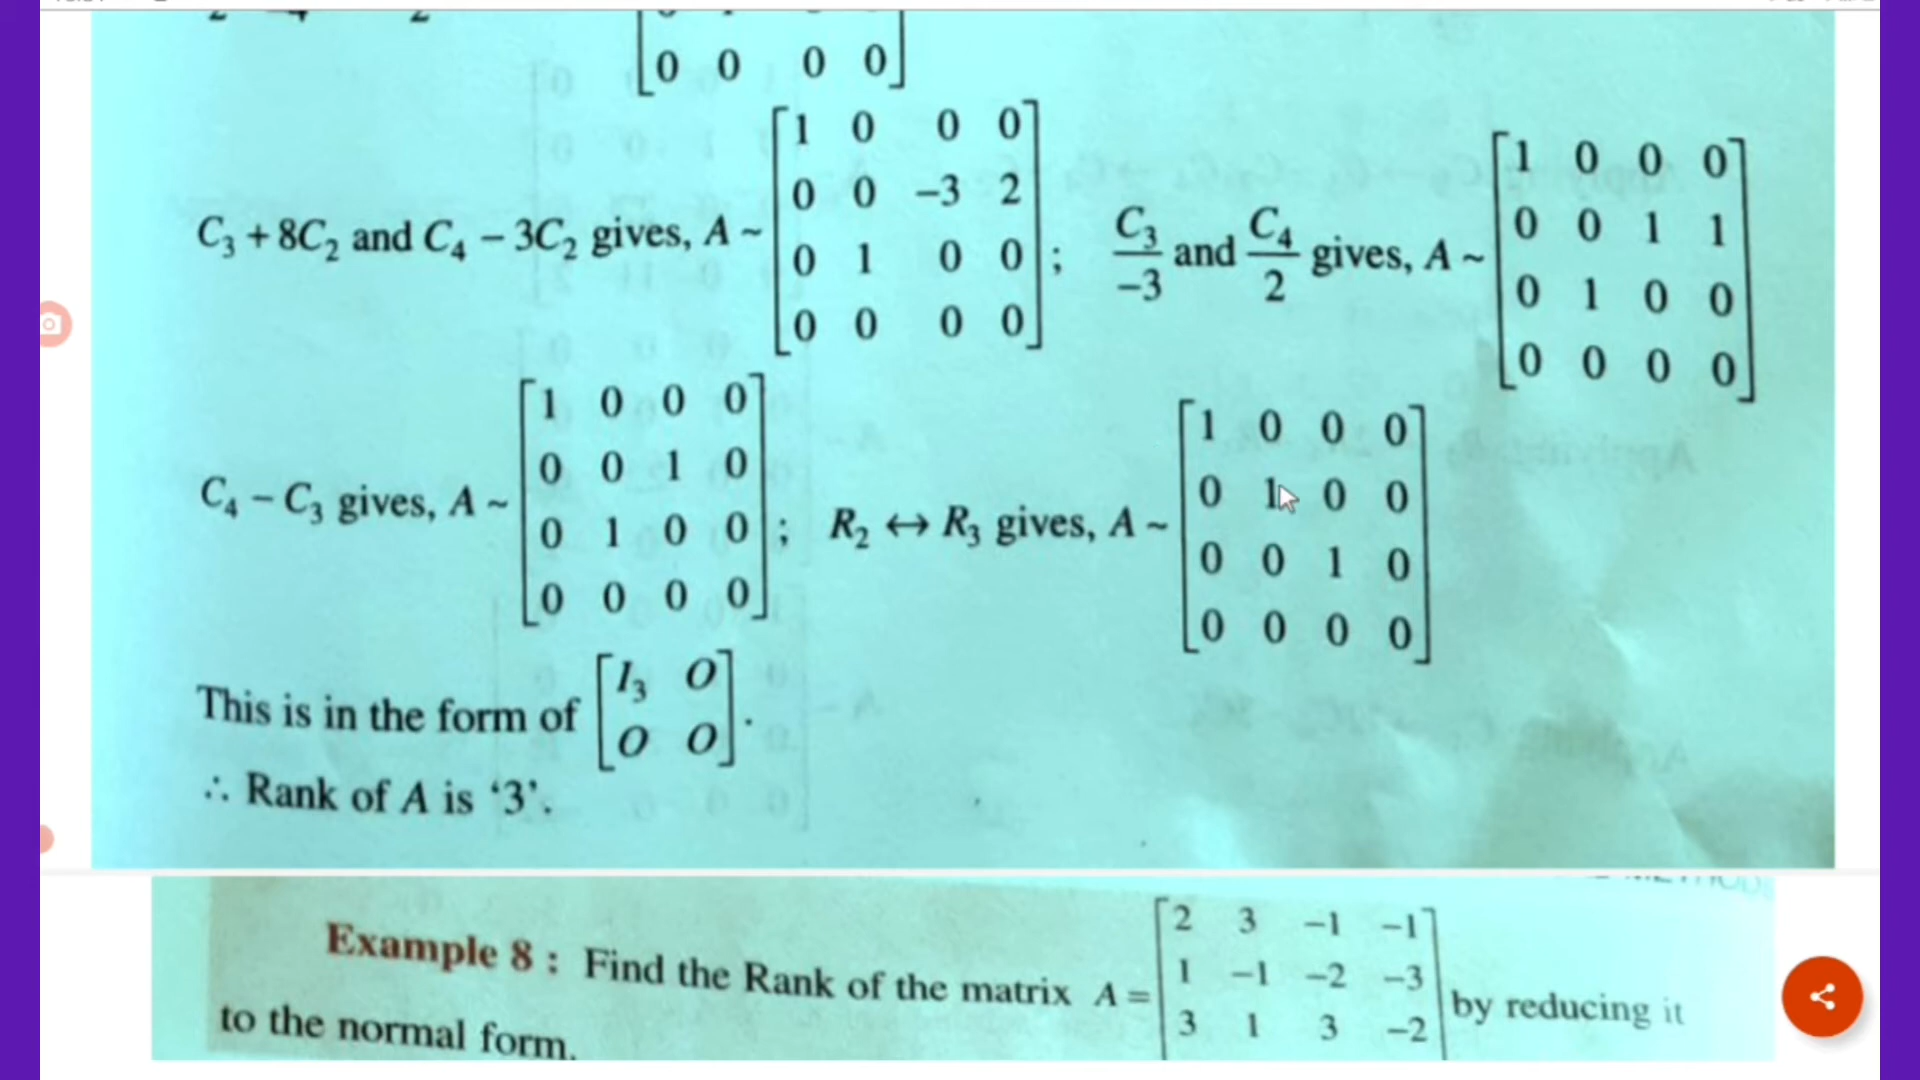 0 0 0 0
C₃ + 8C₂ and C₄ − 3C₂ gives, A ~ [1 0 0 0; 0 0 −3 2; 0 1 0 0; 0 0 0 0] ; C₃/−3 and C₄/2 gives, A ~ [1 0 0 0; 0 0 1 1; 0 1 0 0; 0 0 0 0]
C₄ − C₃ gives, A ~ [1 0 0 0; 0 0 1 0; 0 1 0 0; 0 0 0 0] ; R₂ ↔ R₃ gives, A ~ [1 0 0 0; 0 1 0 0; 0 0 1 0; 0 0 0 0]
This is in the form of [I₃ O; O O].
∴ Rank of A is ‘3’.
Example 8 : Find the Rank of the matrix A = [2 3 −1 −1; 1 −1 −2 −3; 3 1 3 −2] by reducing it
to the normal form.